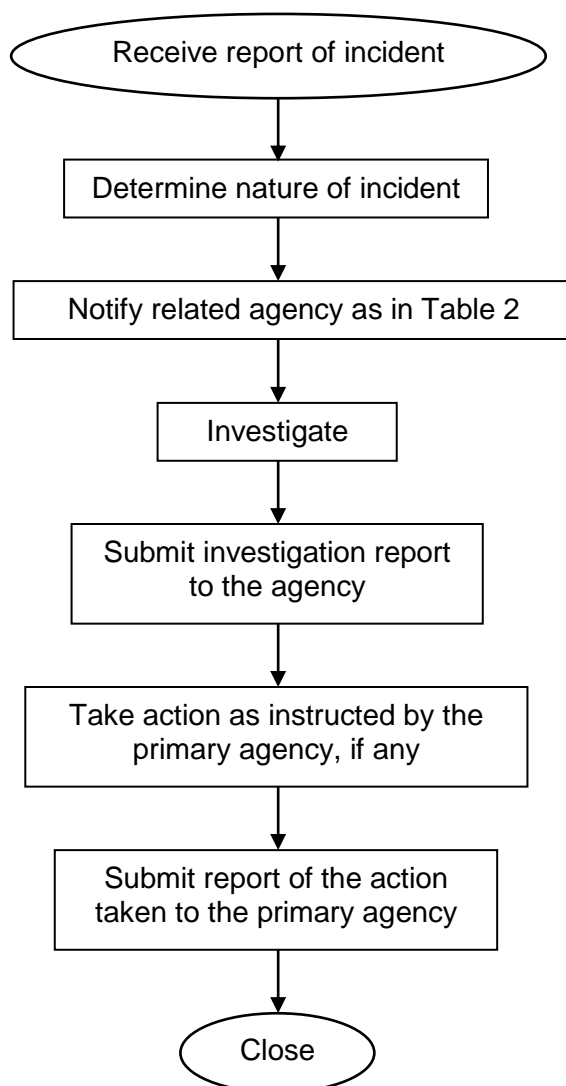 Receive report of incident
Determine nature of incident
Notify related agency as in Table 2
Investigate
Submit investigation report
to the agency
Take action as instructed by the
primary agency, if any
Submit report of the action
taken to the primary agency
Close